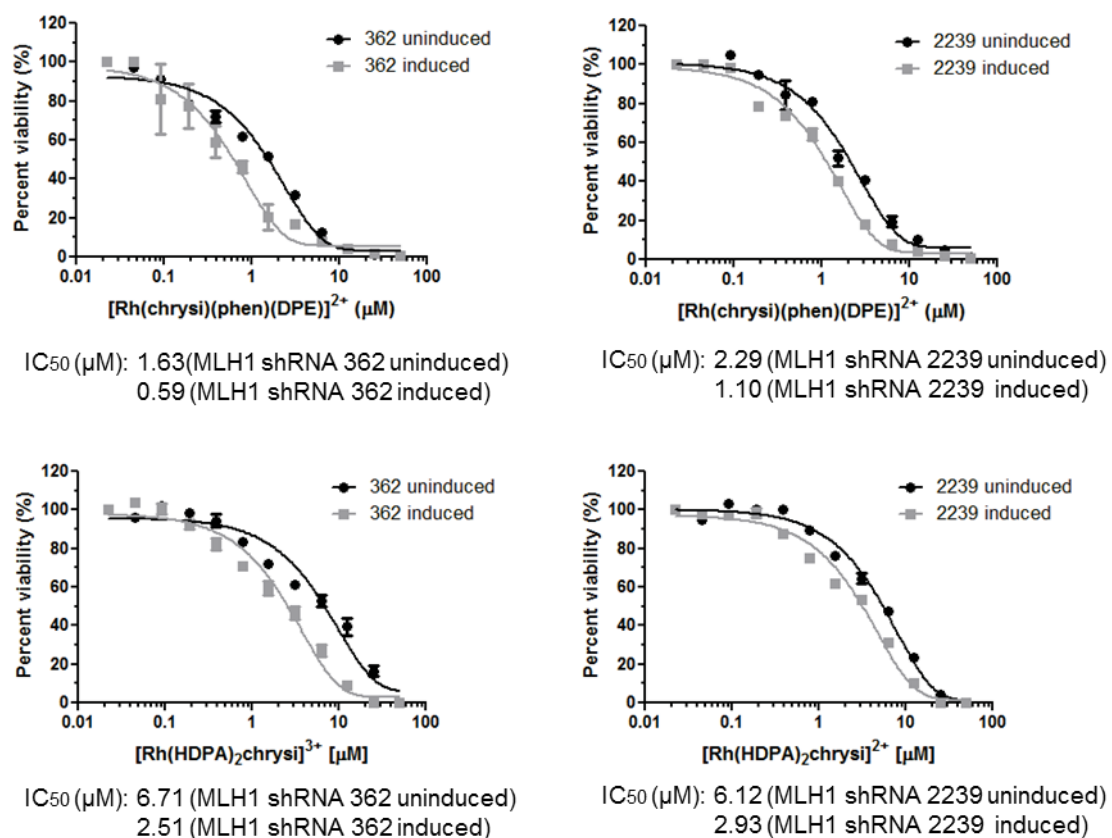 120
100
80
60
40
20
0
Percent viability (%)
362 uninduced
362 induced
0.01 0.1 1 10 100
[Rh(chrysi)(phen)(DPE)]²⁺ (μM)
IC₅₀ (μM): 1.63(MLH1 shRNA 362 uninduced)
0.59 (MLH1 shRNA 362 induced)
120
100
80
60
40
20
0
Percent viability (%)
2239 uninduced
2239 induced
0.01 0.1 1 10 100
[Rh(chrysi)(phen)(DPE)]²⁺ (μM)
IC₅₀ (μM): 2.29 (MLH1 shRNA 2239 uninduced)
1.10 (MLH1 shRNA 2239 induced)
120
100
80
60
40
20
0
Percent viability (%)
362 uninduced
362 induced
0.01 0.1 1 10 100
[Rh(HDPA)₂chrysi]³⁺ [μM]
IC₅₀ (μM): 6.71 (MLH1 shRNA 362 uninduced)
2.51 (MLH1 shRNA 362 induced)
120
100
80
60
40
20
0
Percent viability (%)
2239 uninduced
2239 induced
0.01 0.1 1 10 100
[Rh(HDPA)₂chrysi]²⁺ [μM]
IC₅₀ (μM): 6.12 (MLH1 shRNA 2239 uninduced)
2.93 (MLH1 shRNA 2239 induced)